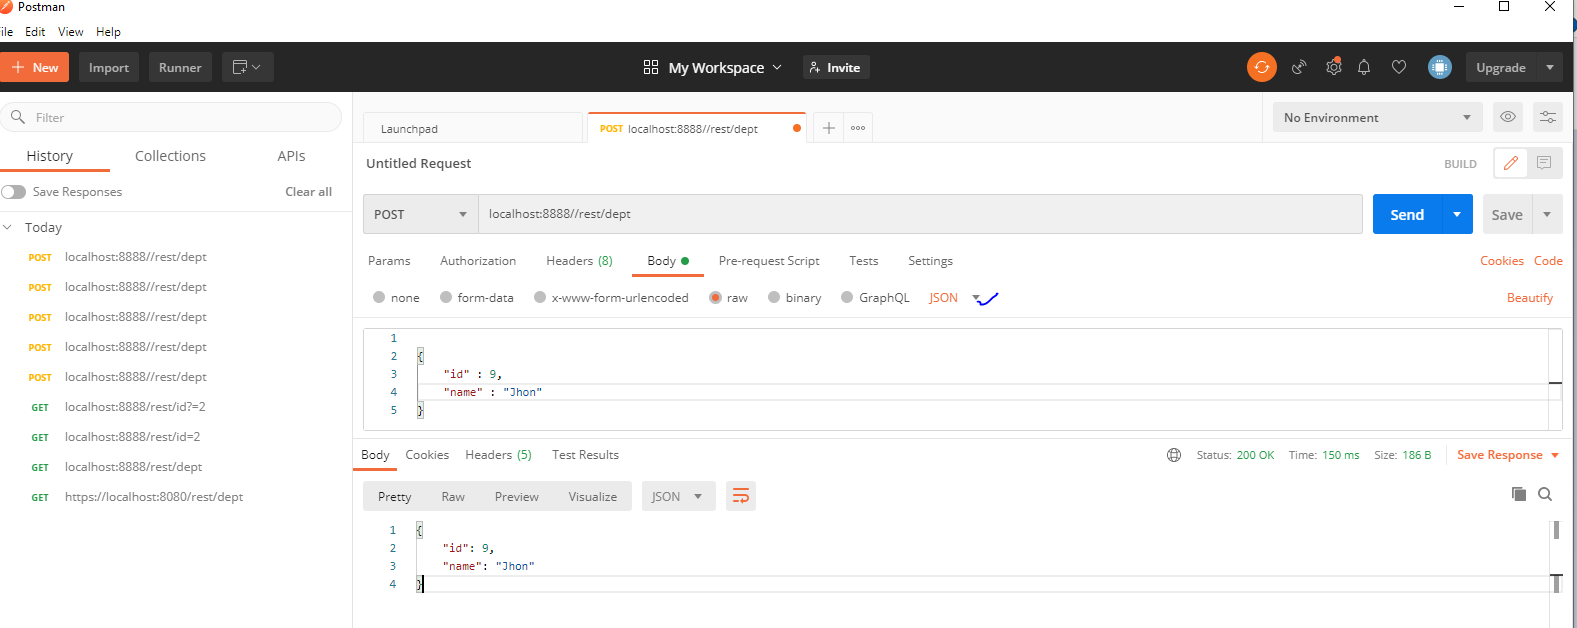 Postman
ile Edit View Help
New Import Runner My Workspace Invite Upgrade
Filter
History Collections APIs
Save Responses Clear all
Today
POST localhost:8888//rest/dept
POST localhost:8888//rest/dept
POST localhost:8888//rest/dept
POST localhost:8888//rest/dept
POST localhost:8888//rest/dept
GET localhost:8888/rest/id?=2
GET localhost:8888/rest/id=2
GET localhost:8888/rest/dept
GET https://localhost:8080/rest/dept
Launchpad POST localhost:8888//rest/dept No Environment
Untitled Request BUILD
POST localhost:8888//rest/dept Send Save
Params Authorization Headers (8) Body Pre-request Script Tests Settings Cookies Code
none form-data x-www-form-urlencoded raw binary GraphQL JSON Beautify
1
2 {
3 "id" : 9,
4 "name" : "Jhon"
5 }
Body Cookies Headers (5) Test Results Status: 200 OK Time: 150 ms Size: 186 B Save Response
Pretty Raw Preview Visualize JSON
1 {
2 "id": 9,
3 "name": "Jhon"
4 }